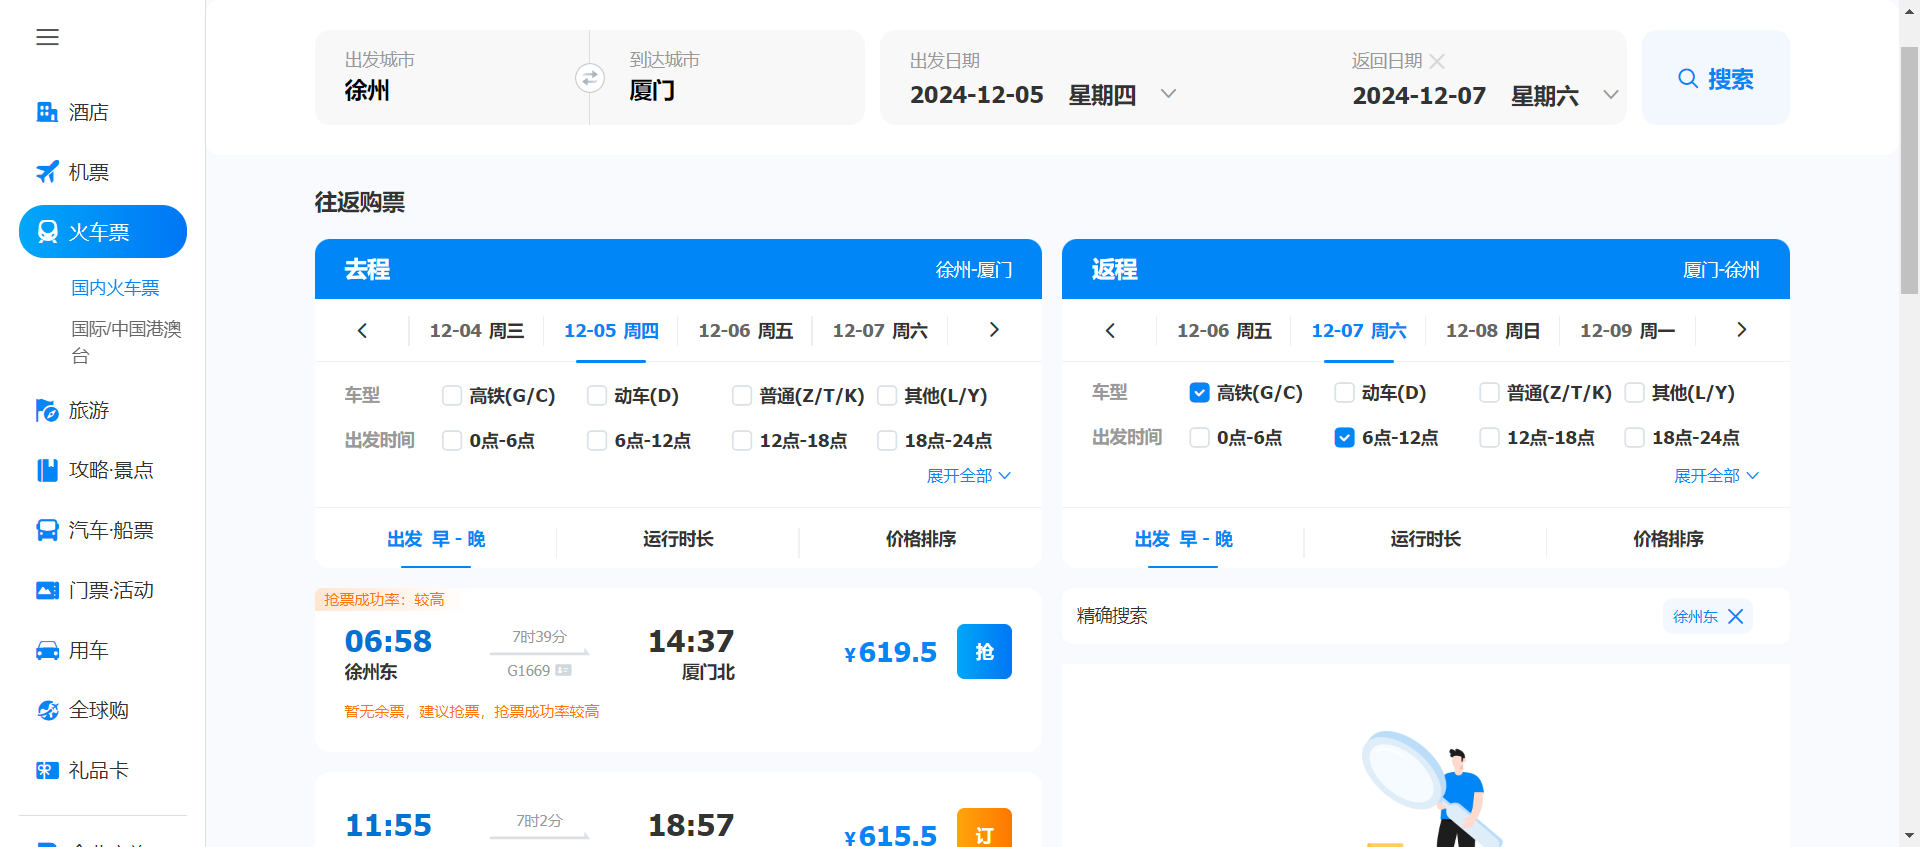 酒店
机票
火车票
国内火车票
国际/中国港澳
台
旅游
攻略·景点
汽车·船票
门票·活动
用车
全球购
礼品卡
出发城市
徐州
到达城市
厦门
出发日期
2024-12-05 星期四
返回日期
2024-12-07 星期六
搜索
往返购票
去程 徐州-厦门
12-04 周三 12-05 周四 12-06 周五 12-07 周六
车型 高铁(G/C) 动车(D) 普通(Z/T/K) 其他(L/Y)
出发时间 0点-6点 6点-12点 12点-18点 18点-24点
展开全部
出发 早 - 晚 运行时长 价格排序
抢票成功率：较高
06:58 7时39分 14:37
徐州东 G1669 厦门北
¥619.5 抢
暂无余票，建议抢票，抢票成功率较高
11:55 7时2分 18:57 ¥615.5 订
返程 厦门-徐州
12-06 周五 12-07 周六 12-08 周日 12-09 周一
车型 高铁(G/C) 动车(D) 普通(Z/T/K) 其他(L/Y)
出发时间 0点-6点 6点-12点 12点-18点 18点-24点
展开全部
出发 早 - 晚 运行时长 价格排序
精确搜索 徐州东